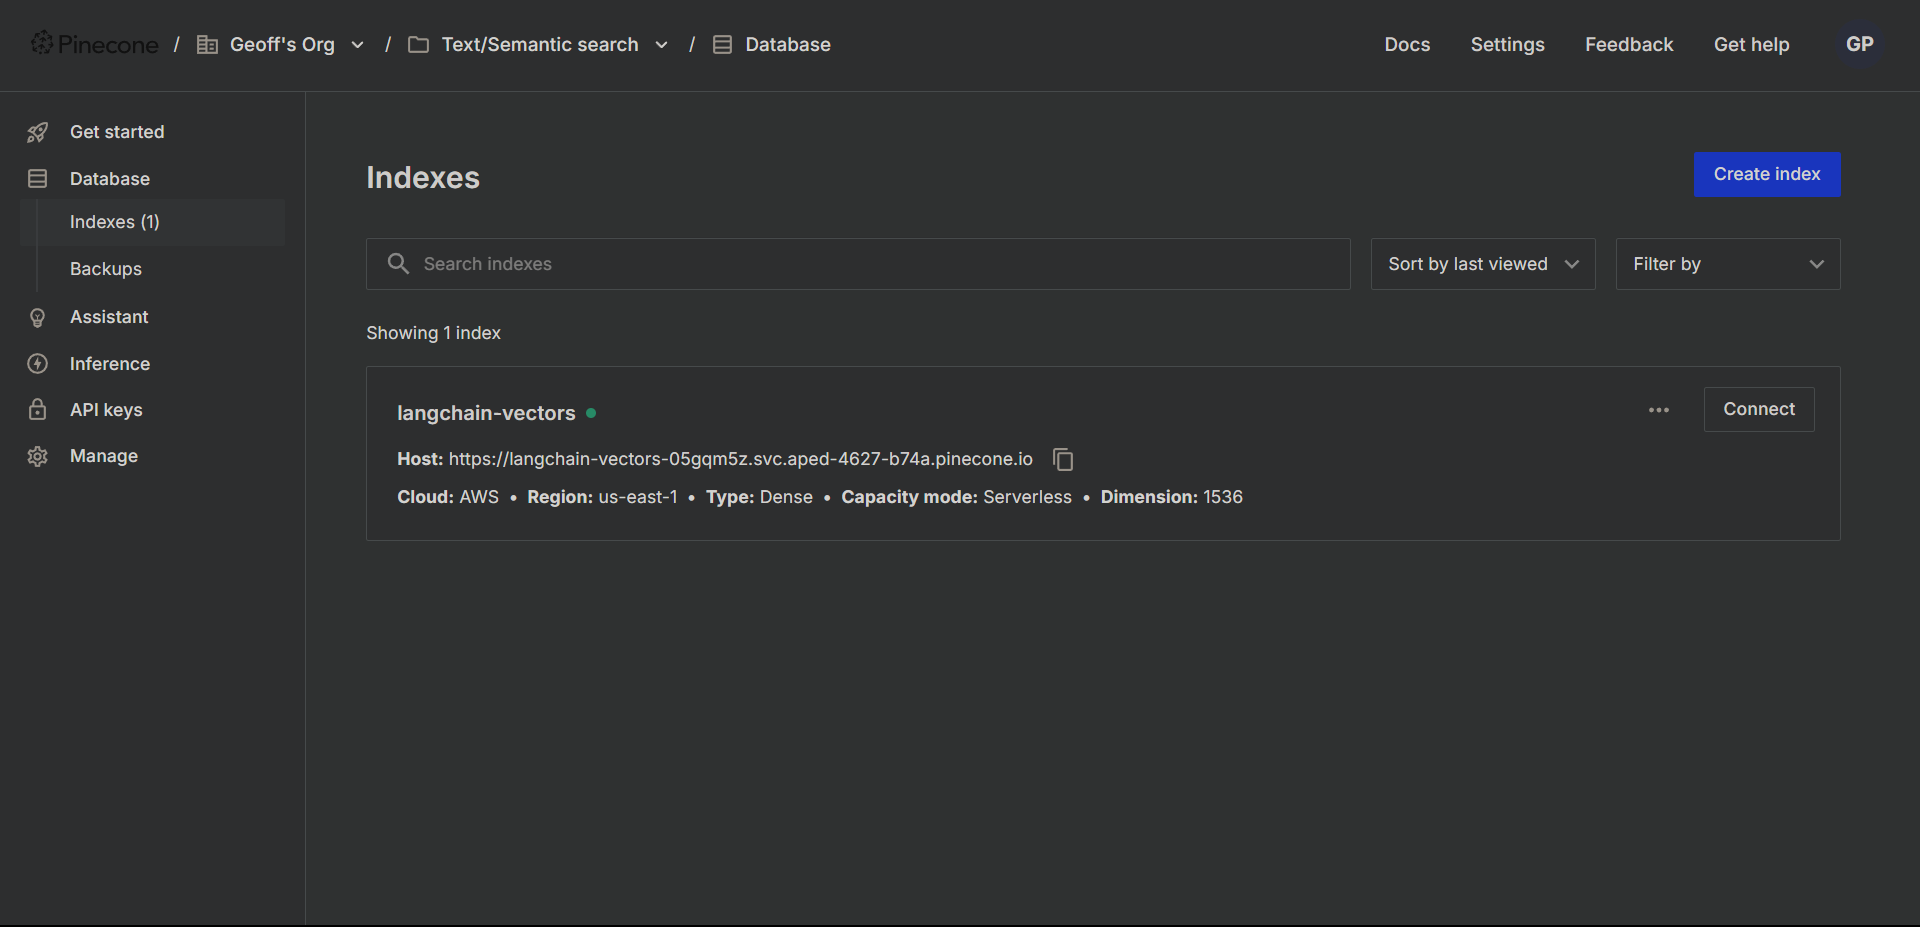 Pinecone / Geoff's Org / Text/Semantic search / Database
Docs Settings Feedback Get help GP
Get started
Database
Indexes (1)
Backups
Assistant
Inference
API keys
Manage
Indexes
Create index
Search indexes
Sort by last viewed
Filter by
Showing 1 index
langchain-vectors
Connect
Host: https://langchain-vectors-05gqm5z.svc.aped-4627-b74a.pinecone.io
Cloud: AWS • Region: us-east-1 • Type: Dense • Capacity mode: Serverless • Dimension: 1536